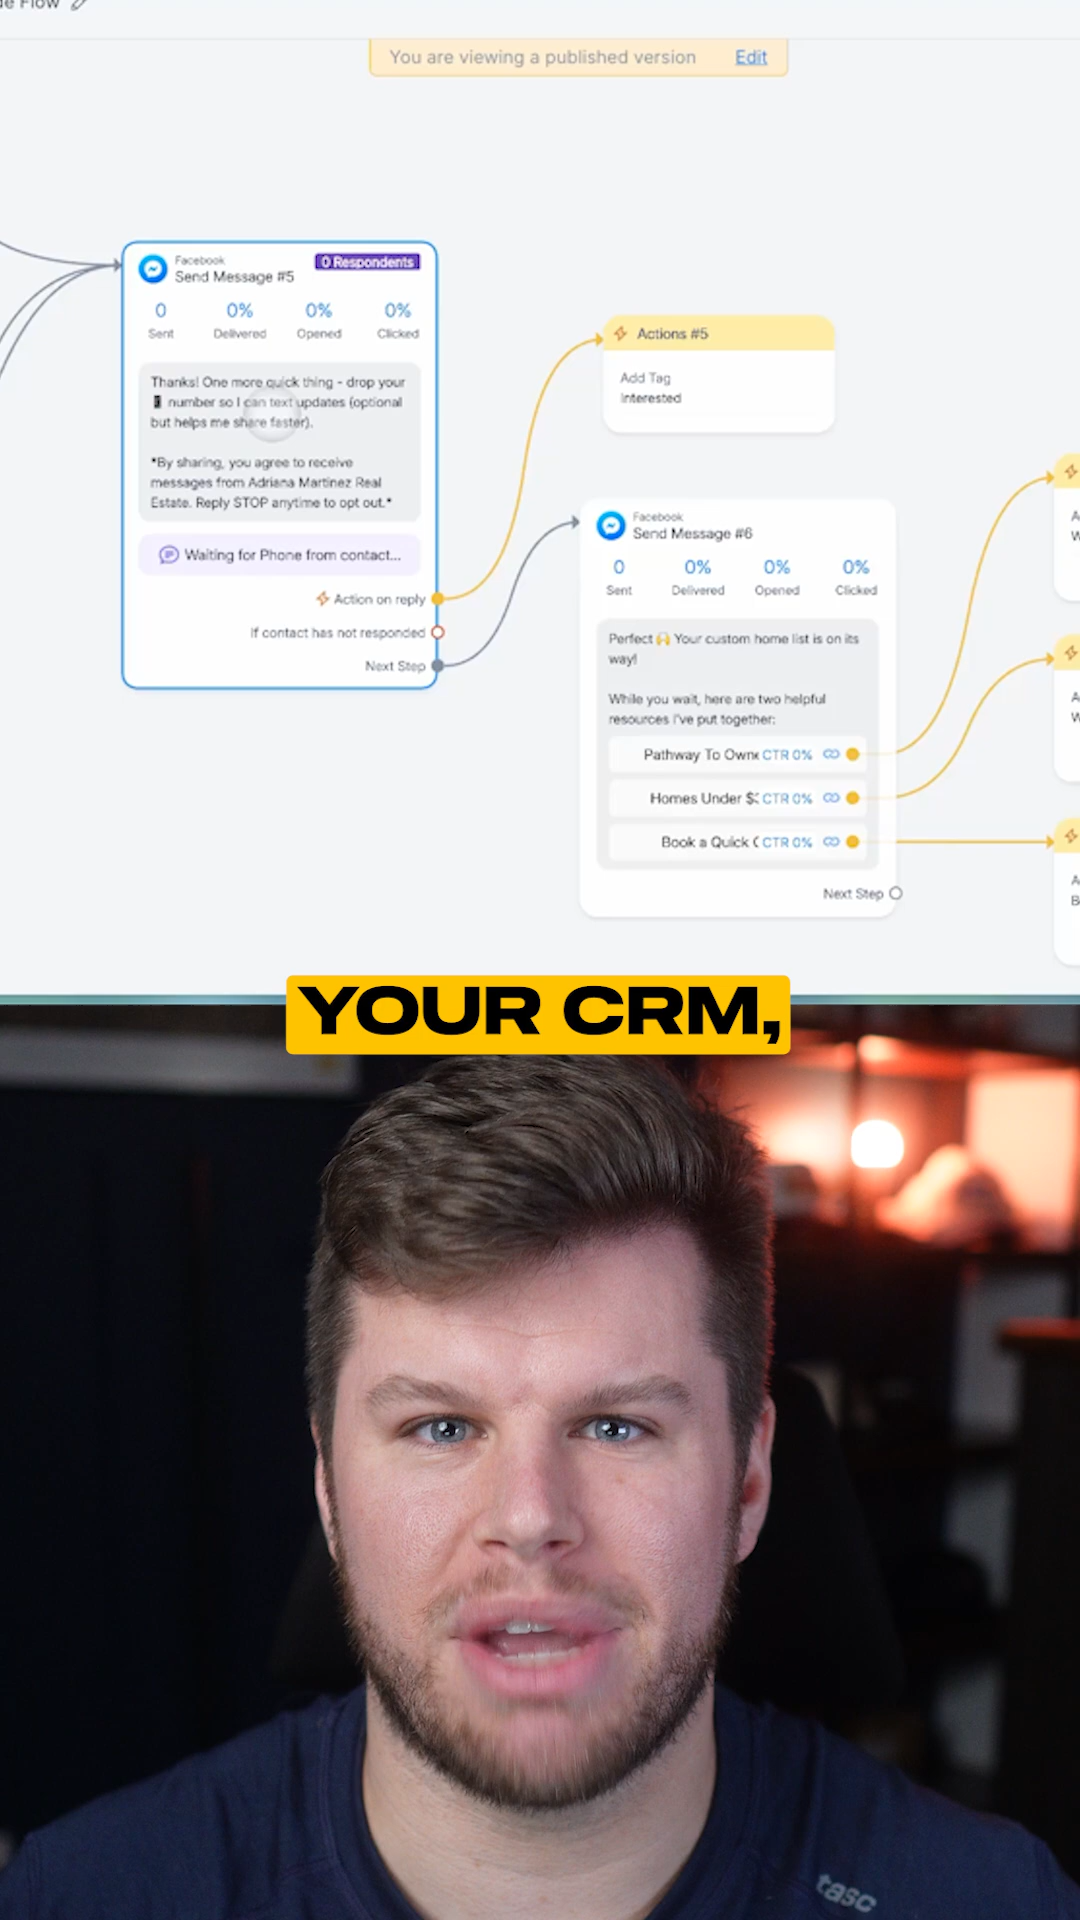 de Flow
You are viewing a published version Edit
Facebook
Send Message #5
0 Respondents
0 0% 0% 0%
Sent Delivered Opened Clicked
Thanks! One more quick thing - drop your
number so I can text updates (optional
but helps me share faster).
*By sharing, you agree to receive
messages from Adriana Martinez Real
Estate. Reply STOP anytime to opt out.*
Waiting for Phone from contact...
Action on reply
If contact has not responded
Next Step
Actions #5
Add Tag
Interested
Facebook
Send Message #6
0 0% 0% 0%
Sent Delivered Opened Clicked
Perfect 🙌 Your custom home list is on its
way!
While you wait, here are two helpful
resources I've put together:
Pathway To Own CTR 0%
Homes Under $ CTR 0%
Book a Quick CTR 0%
Next Step
A
W
A
W
A
B
YOUR CRM,
tasc